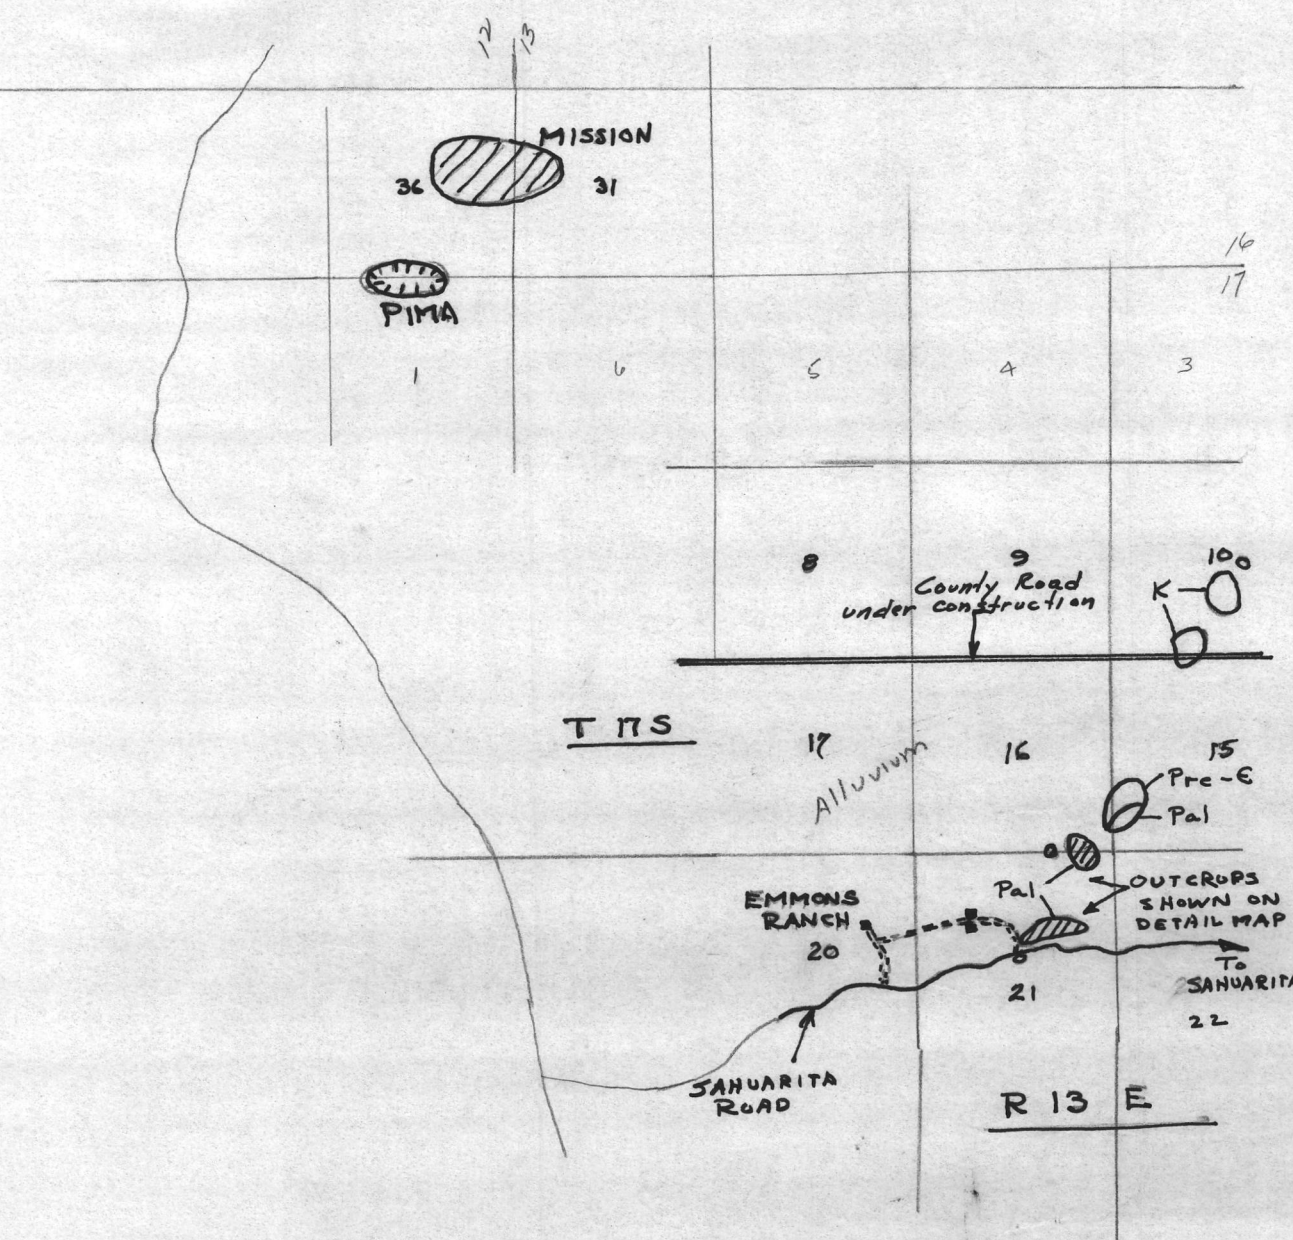 12 13
MISSION
36 31
16
17
PIMA
1 6 5 4 3
8 9 10
County Road
under construction
K
T 17 S
17 16 15
Alluvium
Pre-Ꞓ
Pal
EMMONS
RANCH
Pal
OUTCROPS
SHOWN ON
DETAIL MAP
20
21
To
SAHUARITA
22
SAHUARITA
ROAD
R 13 E